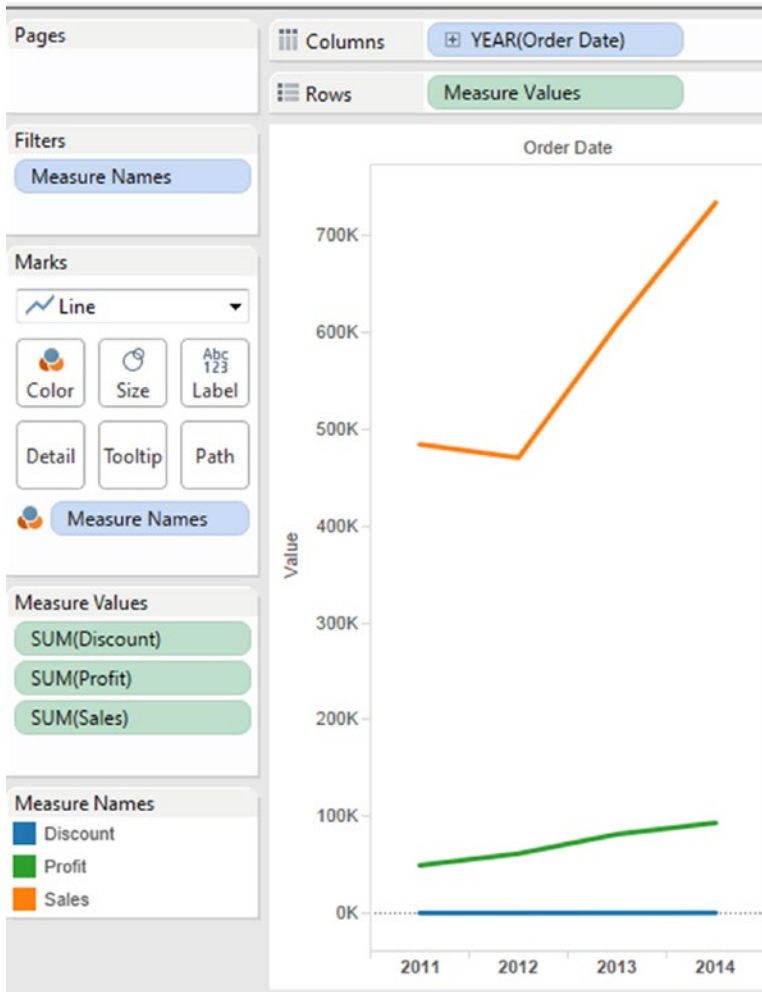 Pages
Columns
YEAR(Order Date)
Rows
Measure Values
Filters
Measure Names
Marks
Line
Color
Size
Abc
123
Label
Detail
Tooltip
Path
Measure Names
Measure Values
SUM(Discount)
SUM(Profit)
SUM(Sales)
Measure Names
Discount
Profit
Sales
Order Date
Value
700K
600K
500K
400K
300K
200K
100K
0K
2011 2012 2013 2014